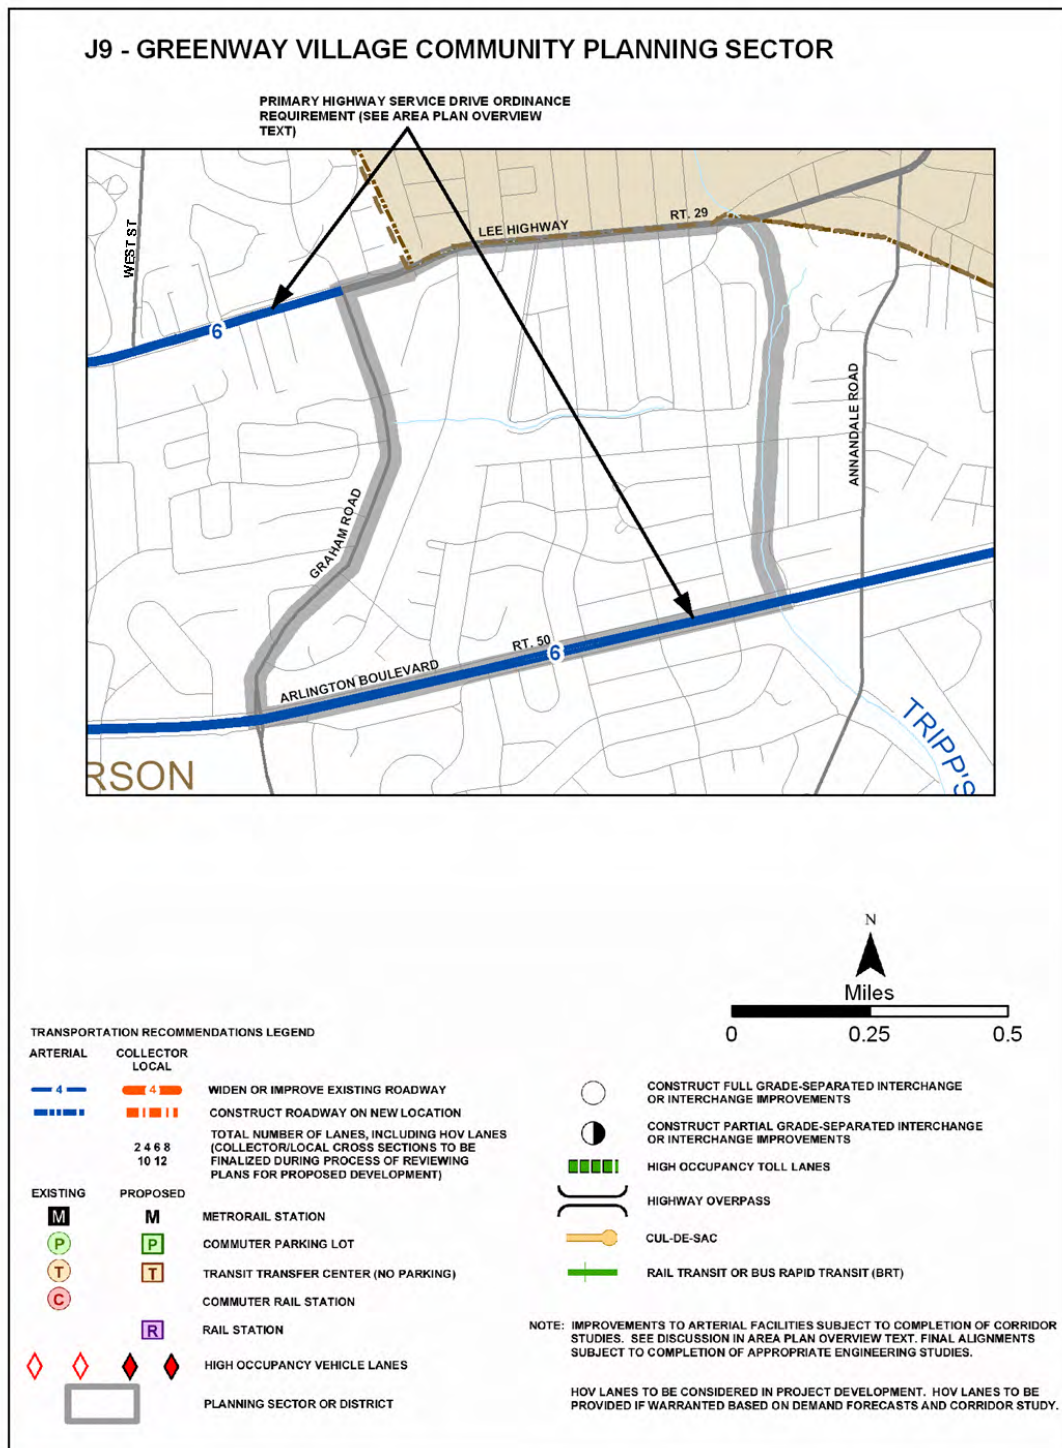 J9 - GREENWAY VILLAGE COMMUNITY PLANNING SECTOR
PRIMARY HIGHWAY SERVICE DRIVE ORDINANCE
REQUIREMENT (SEE AREA PLAN OVERVIEW
TEXT)
WEST ST
LEE HIGHWAY
RT. 29
6
ANNANDALE ROAD
GRAHAM ROAD
RT. 50
6
ARLINGTON BOULEVARD
TRIPP'S
RSON
N
Miles
0 0.25 0.5
TRANSPORTATION RECOMMENDATIONS LEGEND
ARTERIAL COLLECTOR
LOCAL
4 4 WIDEN OR IMPROVE EXISTING ROADWAY
CONSTRUCT ROADWAY ON NEW LOCATION
2 4 6 8
10 12
TOTAL NUMBER OF LANES, INCLUDING HOV LANES
(COLLECTOR/LOCAL CROSS SECTIONS TO BE
FINALIZED DURING PROCESS OF REVIEWING
PLANS FOR PROPOSED DEVELOPMENT)
EXISTING PROPOSED
M M METRORAIL STATION
P P COMMUTER PARKING LOT
T T TRANSIT TRANSFER CENTER (NO PARKING)
C COMMUTER RAIL STATION
R RAIL STATION
HIGH OCCUPANCY VEHICLE LANES
PLANNING SECTOR OR DISTRICT
CONSTRUCT FULL GRADE-SEPARATED INTERCHANGE
OR INTERCHANGE IMPROVEMENTS
CONSTRUCT PARTIAL GRADE-SEPARATED INTERCHANGE
OR INTERCHANGE IMPROVEMENTS
HIGH OCCUPANCY TOLL LANES
HIGHWAY OVERPASS
CUL-DE-SAC
RAIL TRANSIT OR BUS RAPID TRANSIT (BRT)
NOTE: IMPROVEMENTS TO ARTERIAL FACILITIES SUBJECT TO COMPLETION OF CORRIDOR
STUDIES. SEE DISCUSSION IN AREA PLAN OVERVIEW TEXT. FINAL ALIGNMENTS
SUBJECT TO COMPLETION OF APPROPRIATE ENGINEERING STUDIES.
HOV LANES TO BE CONSIDERED IN PROJECT DEVELOPMENT. HOV LANES TO BE
PROVIDED IF WARRANTED BASED ON DEMAND FORECASTS AND CORRIDOR STUDY.